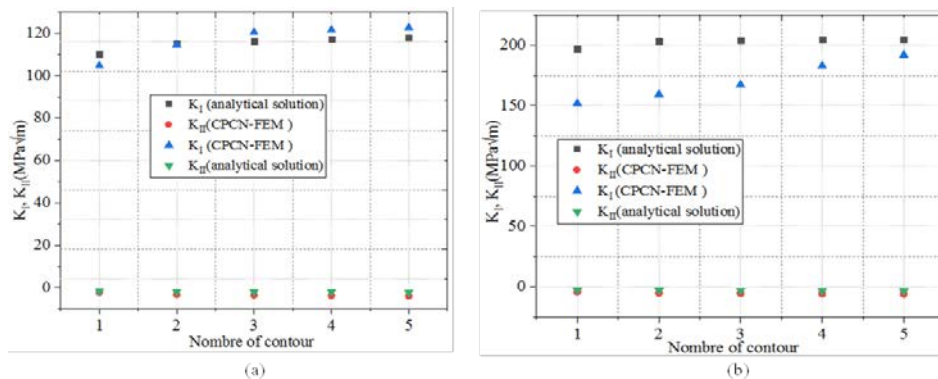 120
100
80
60
40
20
0
K_I, K_II(MPa√m)
K_I (analytical solution)
K_II(CPCN-FEM )
K_I (CPCN-FEM )
K_II(analytical solution)
1 2 3 4 5
Nombre of contour
(a)
200
150
100
50
0
K_I, K_II(MPa√m)
K_I (analytical solution)
K_II(CPCN-FEM )
K_I (CPCN-FEM )
K_II(analytical solution)
1 2 3 4 5
Nombre of contour
(b)